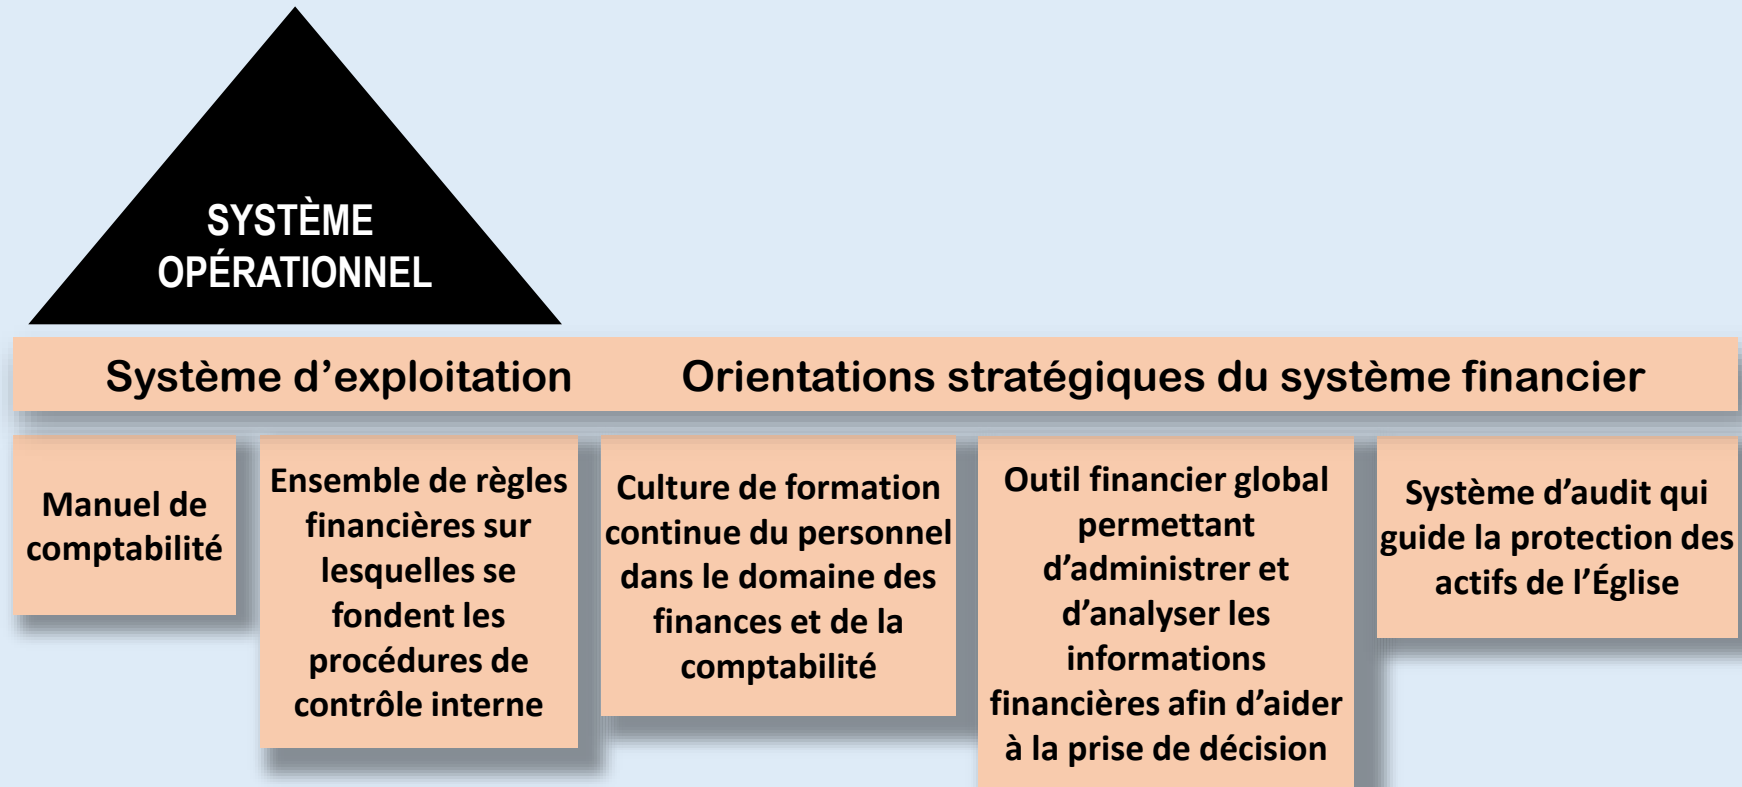 SYSTÈME
OPÉRATIONNEL
Système d’exploitation Orientations stratégiques du système financier
Manuel de
comptabilité
Ensemble de règles
financières sur
lesquelles se
fondent les
procédures de
contrôle interne
Culture de formation
continue du personnel
dans le domaine des
finances et de la
comptabilité
Outil financier global
permettant
d’administrer et
d’analyser les
informations
financières afin d’aider
à la prise de décision
Système d’audit qui
guide la protection des
actifs de l’Église